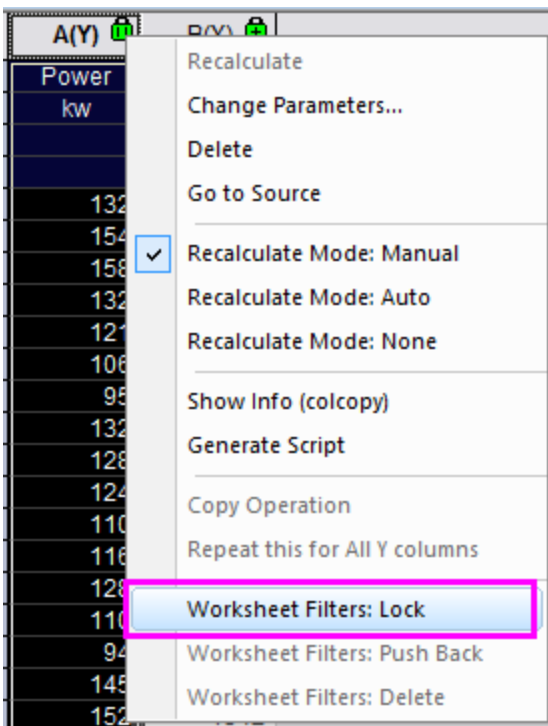 A(Y)
B(Y)
Power
kw
132
154
158
132
121
106
95
132
128
124
110
116
128
110
94
145
152
Recalculate
Change Parameters...
Delete
Go to Source
Recalculate Mode: Manual
Recalculate Mode: Auto
Recalculate Mode: None
Show Info (colcopy)
Generate Script
Copy Operation
Repeat this for All Y columns
Worksheet Filters: Lock
Worksheet Filters: Push Back
Worksheet Filters: Delete